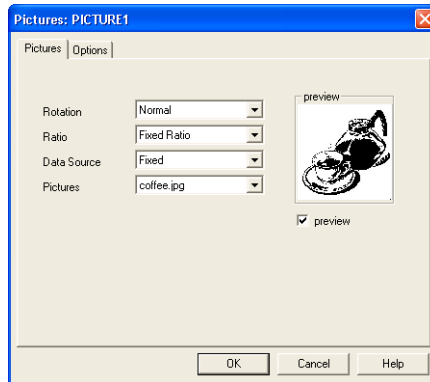 Pictures: PICTURE1
Pictures Options
preview
Rotation Normal
Ratio Fixed Ratio
Data Source Fixed
Pictures coffee.jpg
preview
OK Cancel Help